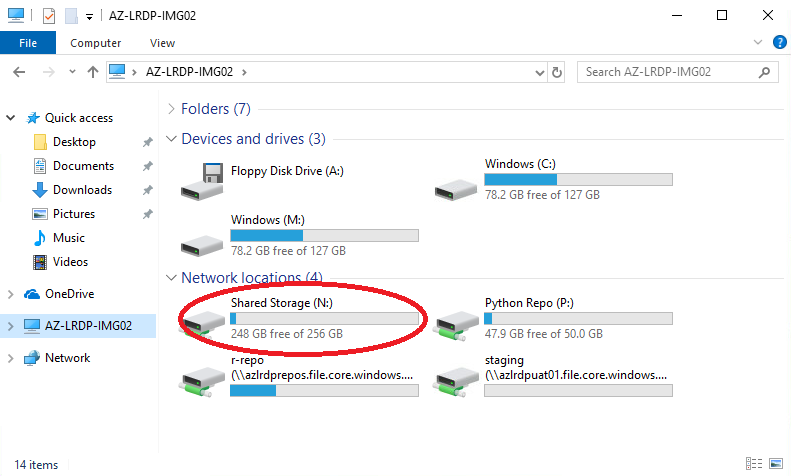 AZ-LRDP-IMG02
File Computer View
AZ-LRDP-IMG02
Search AZ-LRDP-IMG02
Quick access
Desktop
Documents
Downloads
Pictures
Music
Videos
OneDrive
AZ-LRDP-IMG02
Network
Folders (7)
Devices and drives (3)
Floppy Disk Drive (A:)
Windows (C:)
78.2 GB free of 127 GB
Windows (M:)
78.2 GB free of 127 GB
Network locations (4)
Shared Storage (N:)
248 GB free of 256 GB
Python Repo (P:)
47.9 GB free of 50.0 GB
r-repo
(\\azlrdprepos.file.core.windows....
staging
(\\azlrdpuat01.file.core.windows....
14 items